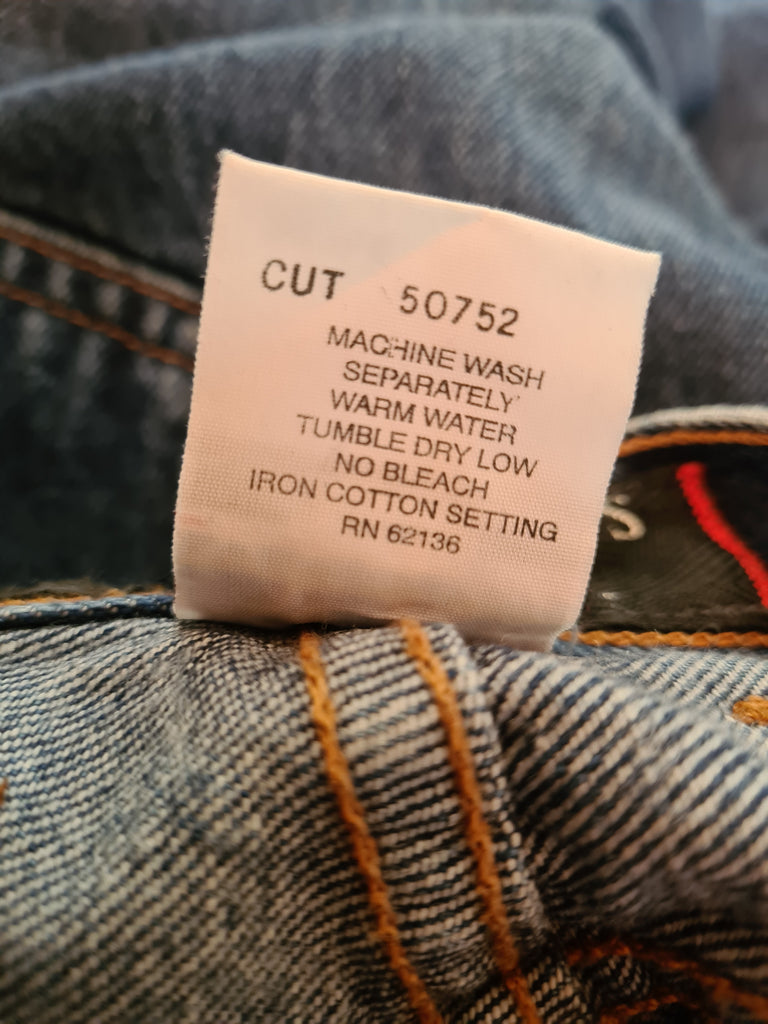 CUT 50752
MACHINE WASH
SEPARATELY
WARM WATER
TUMBLE DRY LOW
NO BLEACH
IRON COTTON SETTING
RN 62136